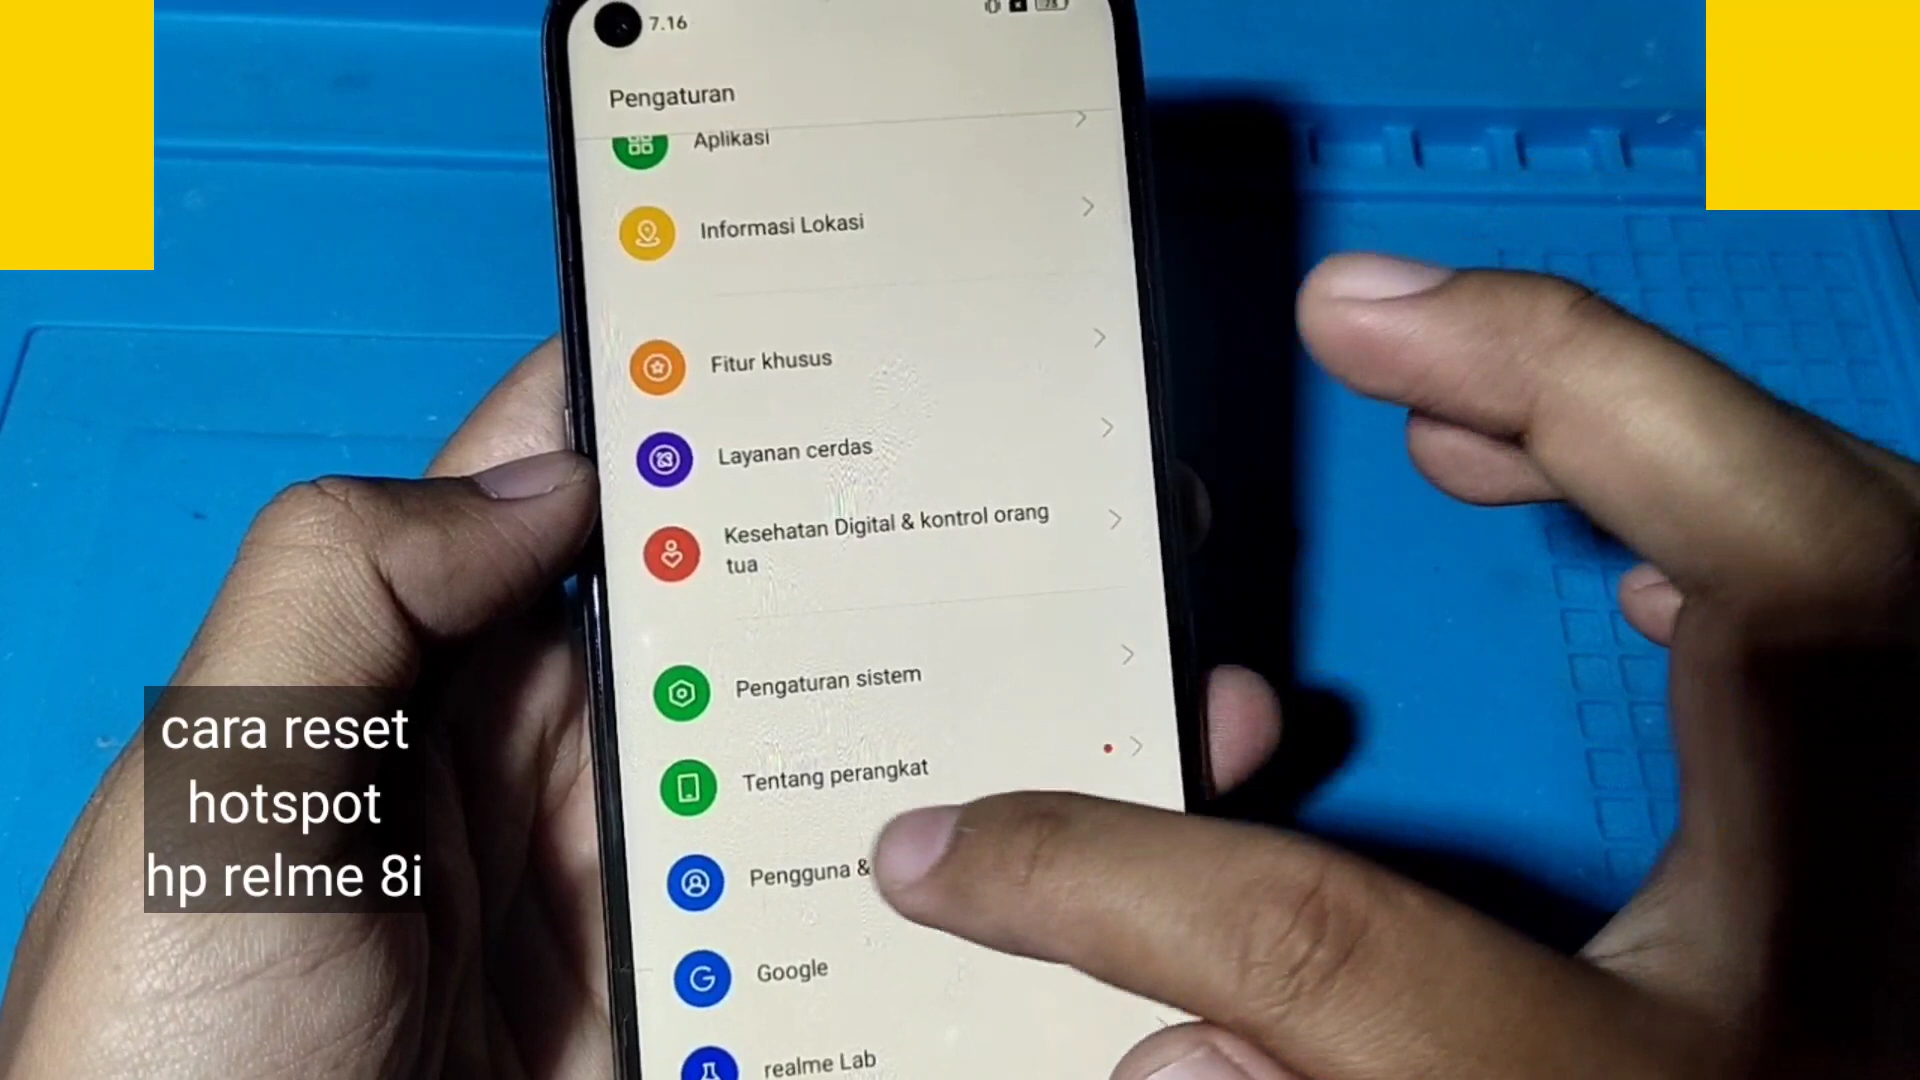 7.16
Pengaturan
Aplikasi
Informasi Lokasi
Fitur khusus
Layanan cerdas
Kesehatan Digital & kontrol orang
tua
Pengaturan sistem
Tentang perangkat
Pengguna &
Google
realme Lab
cara reset
hotspot
hp relme 8i